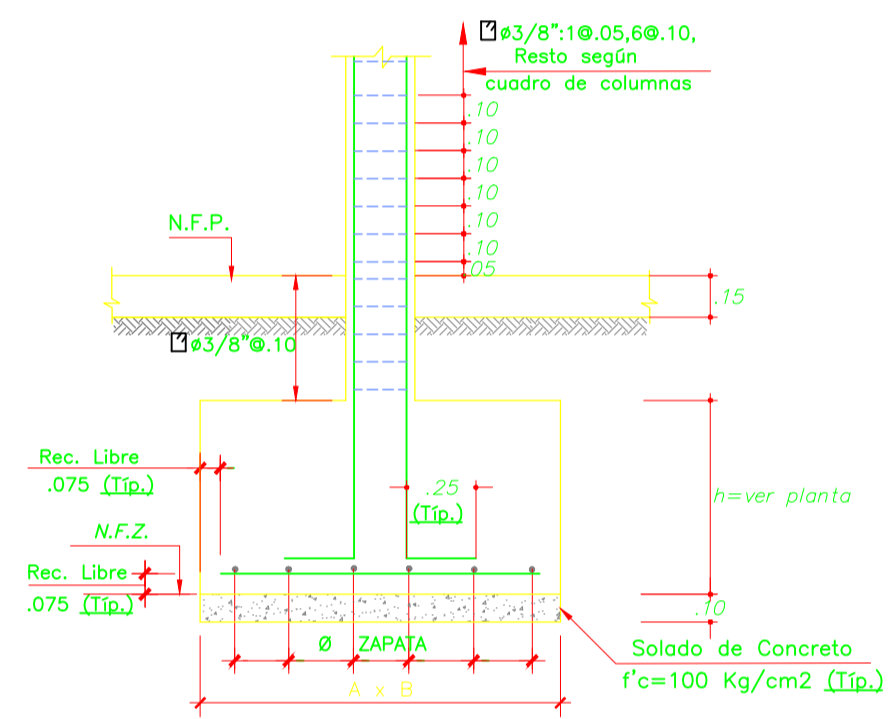 ø3/8":1@.05,6@.10,
Resto según
cuadro de columnas
.10
.10
.10
.10
.10
.10
.05
N.F.P.
.15
ø3/8"@.10
Rec. Libre
.075 (Típ.)
.25
(Típ.)
h=ver planta
N.F.Z.
Rec. Libre
.075 (Típ.)
.10
Ø ZAPATA
A x B
Solado de Concreto
f'c=100 Kg/cm2 (Típ.)